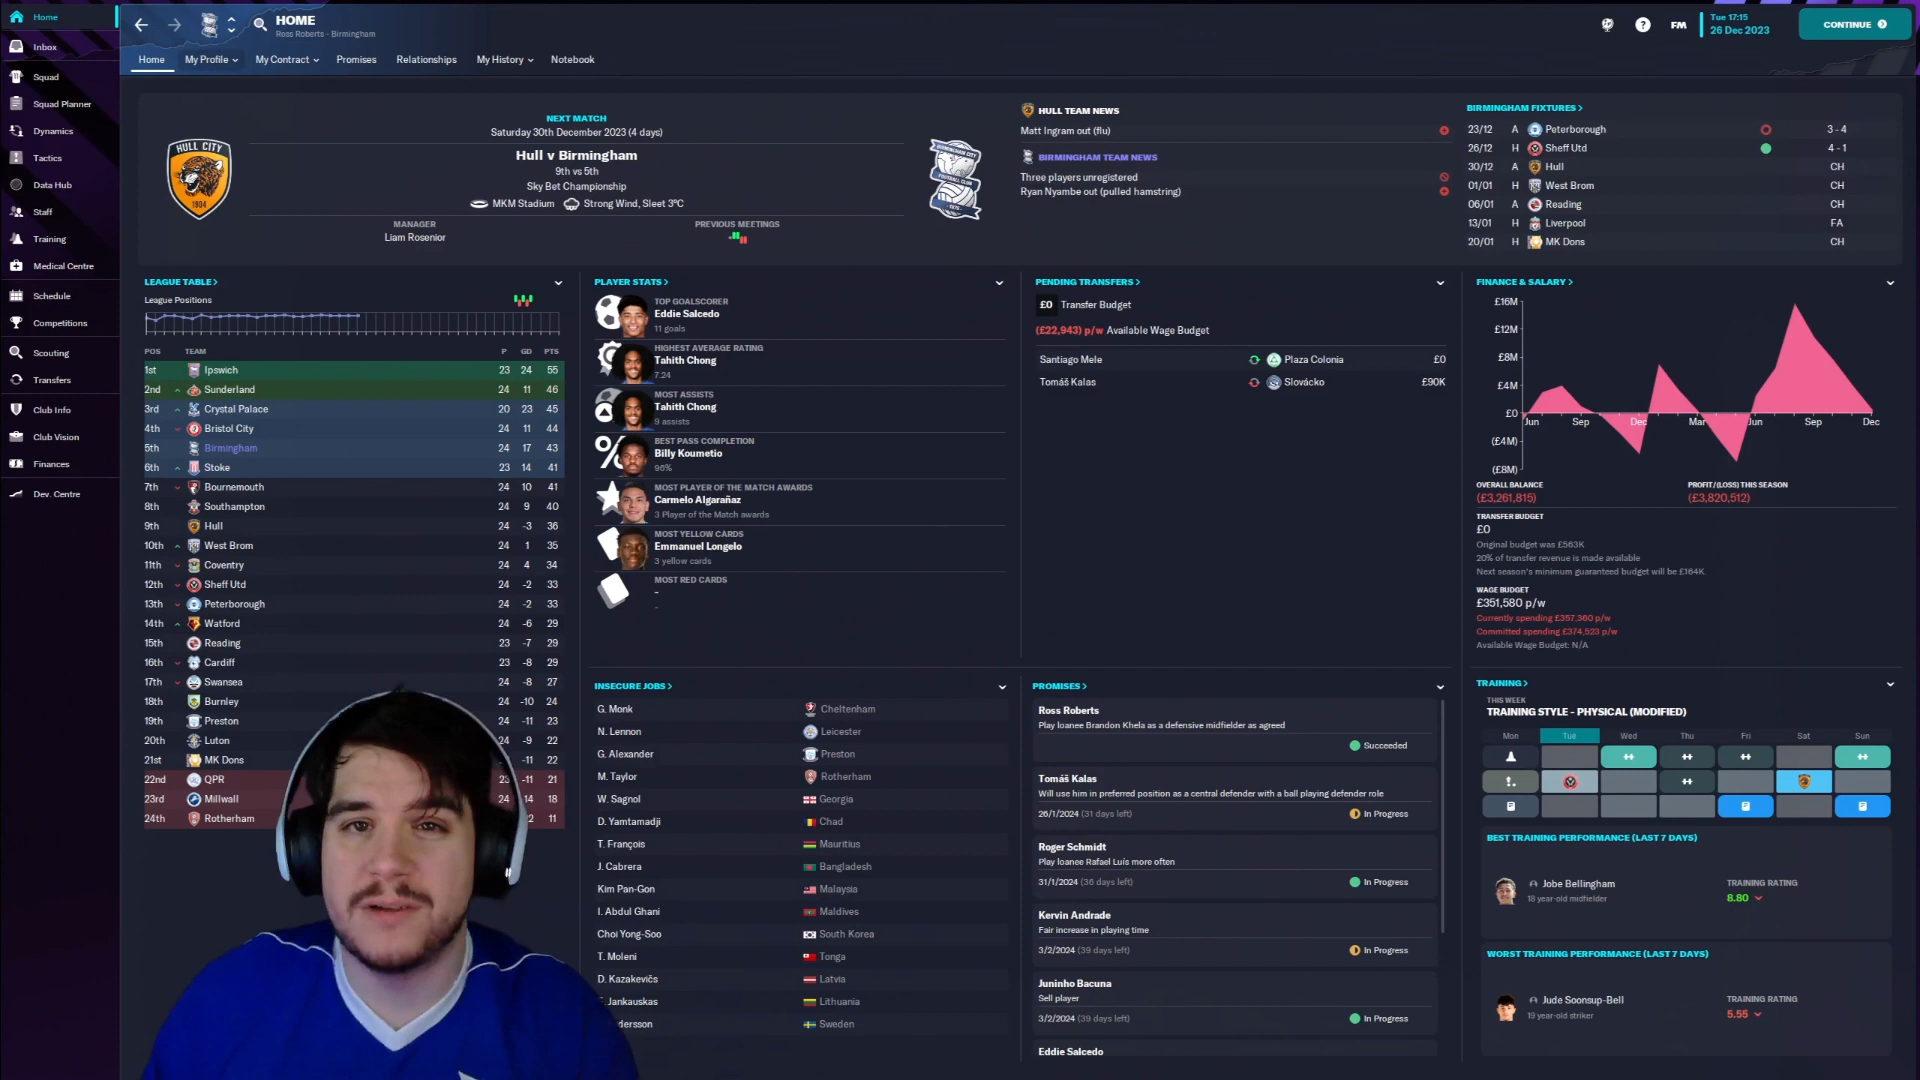 Home
HOME
Ross Roberts - Birmingham
FM
Tue 17:15
26 Dec 2023
CONTINUE
Home
My Profile
My Contract
Promises
Relationships
My History
Notebook
Inbox
Squad
Squad Planner
Dynamics
Tactics
Data Hub
Staff
Training
Medical Centre
Schedule
Competitions
Scouting
Transfers
Club Info
Club Vision
Finances
Dev. Centre
HULL CITY
1904
NEXT MATCH
Saturday 30th December 2023 (4 days)
Hull v Birmingham
9th vs 5th
Sky Bet Championship
MKM Stadium Strong Wind, Sleet 3°C
MANAGER
Liam Rosenior
PREVIOUS MEETINGS
HULL TEAM NEWS
Matt Ingram out (flu)
BIRMINGHAM TEAM NEWS
Three players unregistered
Ryan Nyambe out (pulled hamstring)
BIRMINGHAM FIXTURES >
23/12 A Peterborough 3 - 4
26/12 H Sheff Utd 4 - 1
30/12 A Hull CH
01/01 H West Brom CH
06/01 A Reading CH
13/01 H Liverpool FA
20/01 H MK Dons CH
LEAGUE TABLE >
League Positions
POS TEAM P GD PTS
1st Ipswich 23 24 55
2nd Sunderland 24 11 46
3rd Crystal Palace 20 23 45
4th Bristol City 24 11 44
5th Birmingham 24 17 43
6th Stoke 23 14 41
7th Bournemouth 24 10 41
8th Southampton 24 9 40
9th Hull 24 -3 36
10th West Brom 24 1 35
11th Coventry 24 4 34
12th Sheff Utd 24 -2 33
13th Peterborough 24 -2 33
14th Watford 24 -6 29
15th Reading 23 -7 29
16th Cardiff 23 -8 29
17th Swansea 24 -8 27
18th Burnley 24 -10 24
19th Preston 24 -11 23
20th Luton 24 -9 22
21st MK Dons -11 22
22nd QPR 23 -11 21
23rd Millwall 24 14 18
24th Rotherham 2 11
PLAYER STATS >
TOP GOALSCORER
Eddie Salcedo
11 goals
HIGHEST AVERAGE RATING
Tahith Chong
7.24
MOST ASSISTS
Tahith Chong
9 assists
BEST PASS COMPLETION
Billy Koumetio
96%
MOST PLAYER OF THE MATCH AWARDS
Carmelo Algarañaz
3 Player of the Match awards
MOST YELLOW CARDS
Emmanuel Longelo
3 yellow cards
MOST RED CARDS
-
-
PENDING TRANSFERS >
£0 Transfer Budget
(£22,943) p/w Available Wage Budget
Santiago Mele Plaza Colonia £0
Tomáš Kalas Slovácko £90K
FINANCE & SALARY >
£16M
£12M
£8M
£4M
£0
(£4M)
(£8M)
Jun Sep Dec Mar Jun Sep Dec
OVERALL BALANCE
(£3,261,815)
PROFIT/(LOSS) THIS SEASON
(£3,820,512)
TRANSFER BUDGET
£0
Original budget was £563K
20% of transfer revenue is made available
Next season's minimum guaranteed budget will be £164K.
WAGE BUDGET
£351,580 p/w
Currently spending £357,360 p/w
Committed spending £374,523 p/w
Available Wage Budget: N/A
INSECURE JOBS >
G. Monk Cheltenham
N. Lennon Leicester
G. Alexander Preston
M. Taylor Rotherham
W. Sagnol Georgia
D. Yamtamadji Chad
T. François Mauritius
J. Cabrera Bangladesh
Kim Pan-Gon Malaysia
I. Abdul Ghani Maldives
Choi Yong-Soo South Korea
T. Moleni Tonga
D. Kazakevičs Latvia
Jankauskas Lithuania
dersson Sweden
PROMISES >
Ross Roberts
Play loanee Brandon Khela as a defensive midfielder as agreed
Succeeded
Tomáš Kalas
Will use him in preferred position as a central defender with a ball playing defender role
26/1/2024 (31 days left) In Progress
Roger Schmidt
Play loanee Rafael Luís more often
31/1/2024 (36 days left) In Progress
Kervin Andrade
Fair increase in playing time
3/2/2024 (39 days left) In Progress
Juninho Bacuna
Sell player
3/2/2024 (39 days left) In Progress
Eddie Salcedo
TRAINING >
THIS WEEK
TRAINING STYLE - PHYSICAL (MODIFIED)
Mon Tue Wed Thu Fri Sat Sun
BEST TRAINING PERFORMANCE (LAST 7 DAYS)
Jobe Bellingham
18 year-old midfielder
TRAINING RATING
8.80
WORST TRAINING PERFORMANCE (LAST 7 DAYS)
Jude Soonsup-Bell
19 year-old striker
TRAINING RATING
5.55